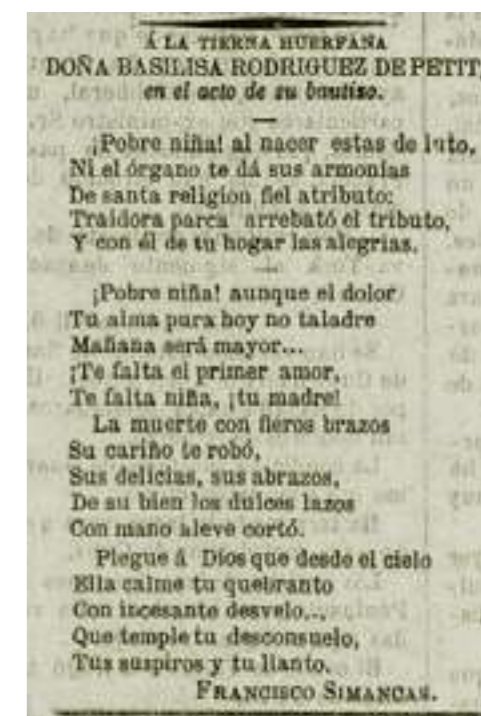 Á LA TIERNA HUERFANA
DOÑA BASILISA RODRIGUEZ DE PETIT,
en el acto de su bautiso.
¡Pobre niña! al nacer estas de luto,
Ni el órgano te dá sus armonias
De santa religion fiel atributo:
Traidora parca arrebató el tributo,
Y con él de tu hogar las alegrias.
¡Pobre niña! aunque el dolor
Tu alma pura hoy no taladre
Mañana será mayor...
¡Te falta el primer amor,
Te falta niña, ¡tu madre!
La muerte con fieros brazos
Su cariño te robó,
Sus delicias, sus abrazos,
De su bien los dulces lazos
Con mano aleve cortó.
Plegue á Dios que desde el cielo
Ella calme tu quebranto
Con incesante desvelo...
Que temple tu desconsuelo,
Tus suspiros y tu llanto.
FRANCISCO SIMANCAS.